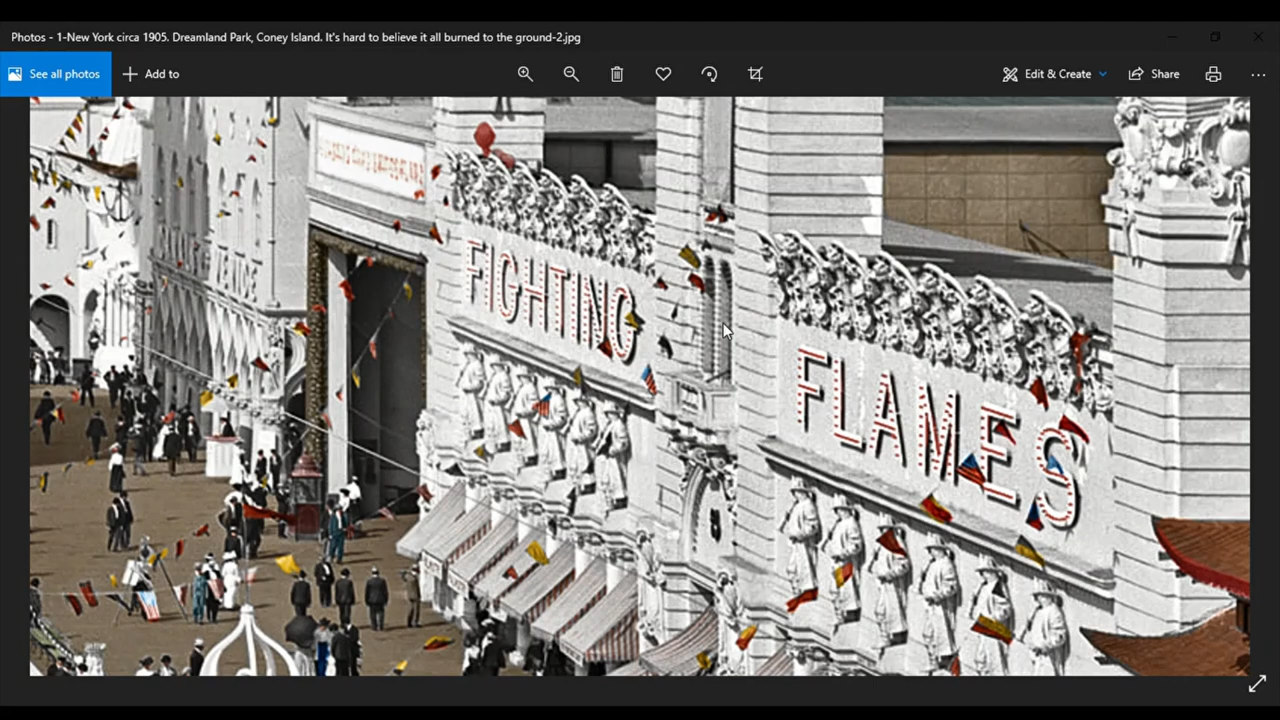 Photos - 1-New York circa 1905. Dreamland Park, Coney Island. It's hard to believe it all burned to the ground-2.jpg
See all photos
Add to
Edit & Create
Share
FIGHTING
FLAMES